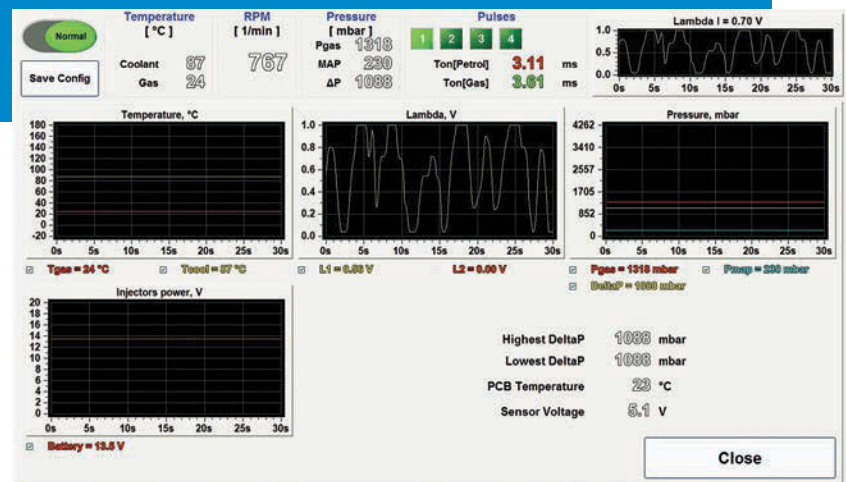 Normal
Save Config
Temperature
[ °C ]
Coolant 87
Gas 24
RPM
[ 1/min ]
767
Pressure
[ mbar ]
Pgas 1318
MAP 230
ΔP 1088
Pulses
1 2 3 4
Ton[Petrol] 3.11 ms
Ton[Gas] 3.61 ms
Lambda I = 0.70 V
1.0
0.5
0.0
0s 5s 10s 15s 20s 25s 30s
Temperature, °C
180
160
140
120
100
80
60
40
20
0
-20
0s 5s 10s 15s 20s 25s 30s
Tgas = 24 °C Tcool = 87 °C
Lambda, V
1.0
0.8
0.6
0.4
0.2
0.0
0s 5s 10s 15s 20s 25s 30s
L1 = 0.56 V L2 = 0.00 V
Pressure, mbar
4262
3410
2557
1705
852
0
0s 5s 10s 15s 20s 25s 30s
Pgas = 1318 mbar Pmap = 230 mbar
DeltaP = 1088 mbar
Injectors power, V
20
18
16
14
12
10
8
6
4
2
0
0s 5s 10s 15s 20s 25s 30s
Battery = 13.5 V
Highest DeltaP 1088 mbar
Lowest DeltaP 1088 mbar
PCB Temperature 23 °C
Sensor Voltage 5.1 V
Close